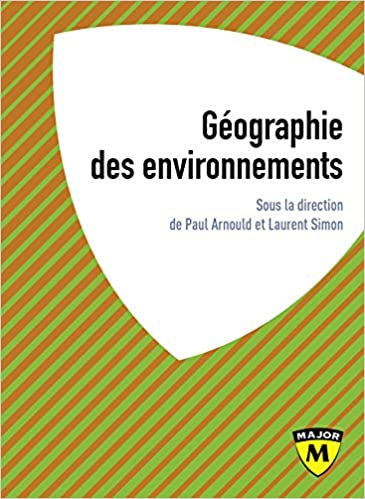 Géographie
des environnements
Sous la direction
de Paul Arnould et Laurent Simon
MAJOR
M